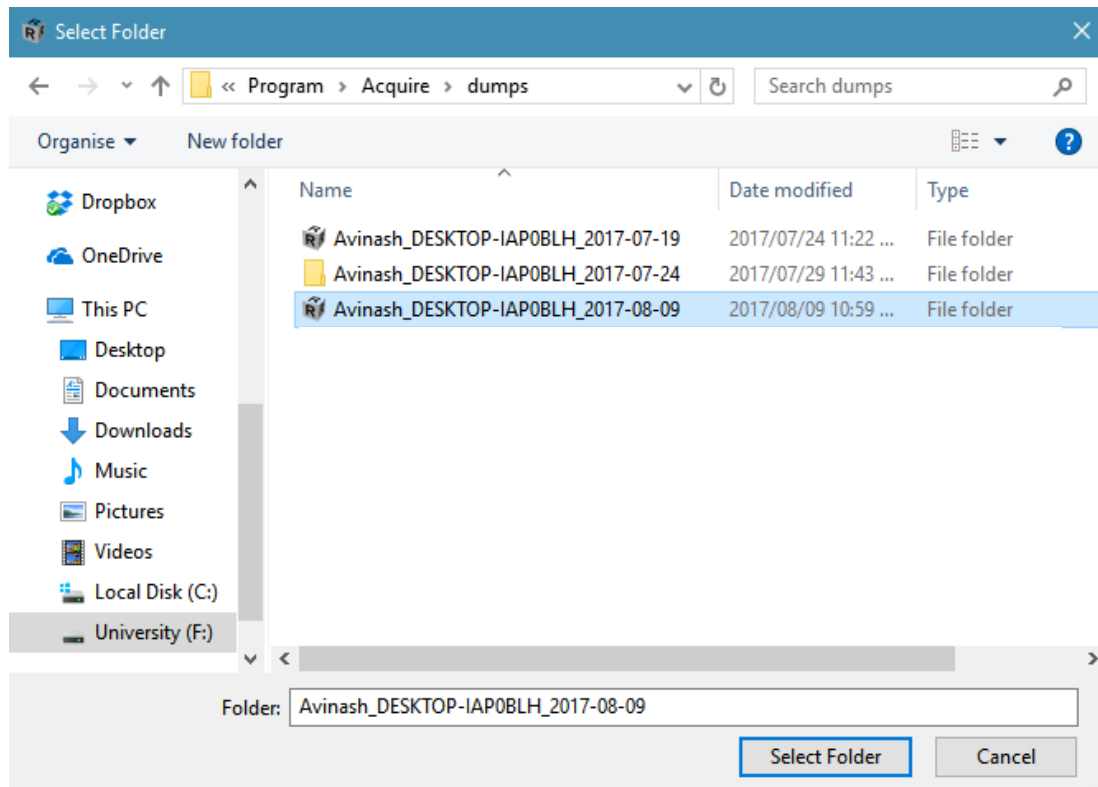 Select Folder
« Program > Acquire > dumps Search dumps
Organise New folder
Name Date modified Type
Dropbox
OneDrive
This PC
Desktop
Documents
Downloads
Music
Pictures
Videos
Local Disk (C:)
University (F:)
Avinash_DESKTOP-IAP0BLH_2017-07-19 2017/07/24 11:22 ... File folder
Avinash_DESKTOP-IAP0BLH_2017-07-24 2017/07/29 11:43 ... File folder
Avinash_DESKTOP-IAP0BLH_2017-08-09 2017/08/09 10:59 ... File folder
Folder: Avinash_DESKTOP-IAP0BLH_2017-08-09
Select Folder Cancel